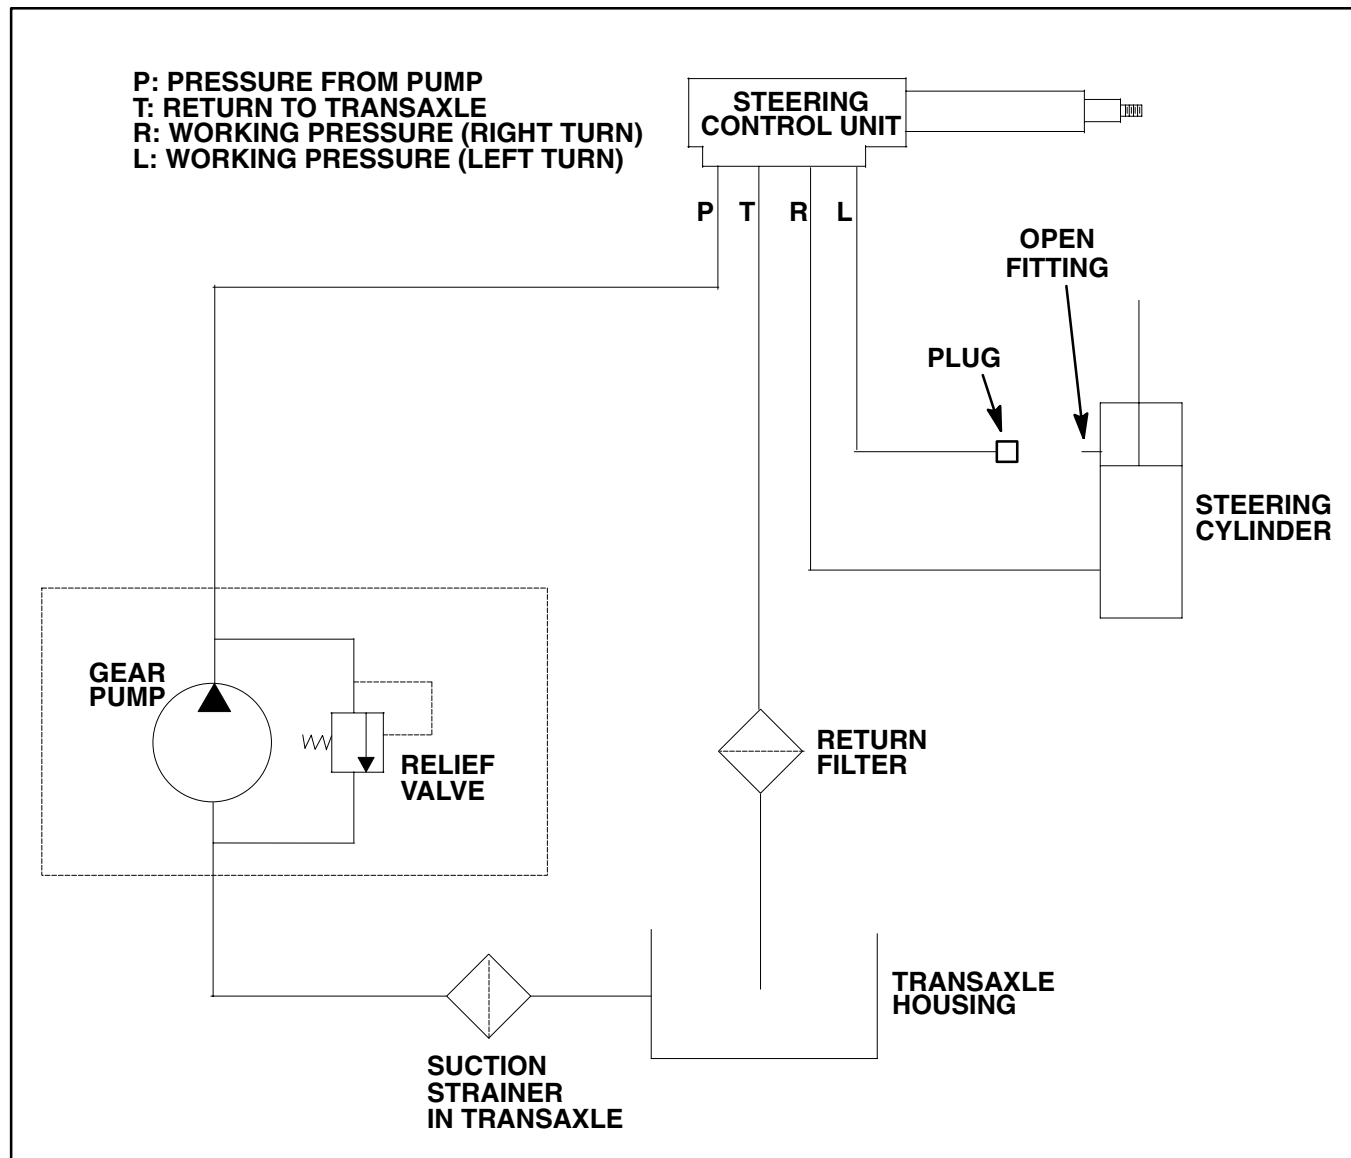 P: PRESSURE FROM PUMP
T: RETURN TO TRANSAXLE
R: WORKING PRESSURE (RIGHT TURN)
L: WORKING PRESSURE (LEFT TURN)
STEERING
CONTROL UNIT
P T R L
OPEN
FITTING
PLUG
STEERING
CYLINDER
GEAR
PUMP
RELIEF
VALVE
RETURN
FILTER
TRANSAXLE
HOUSING
SUCTION
STRAINER
IN TRANSAXLE